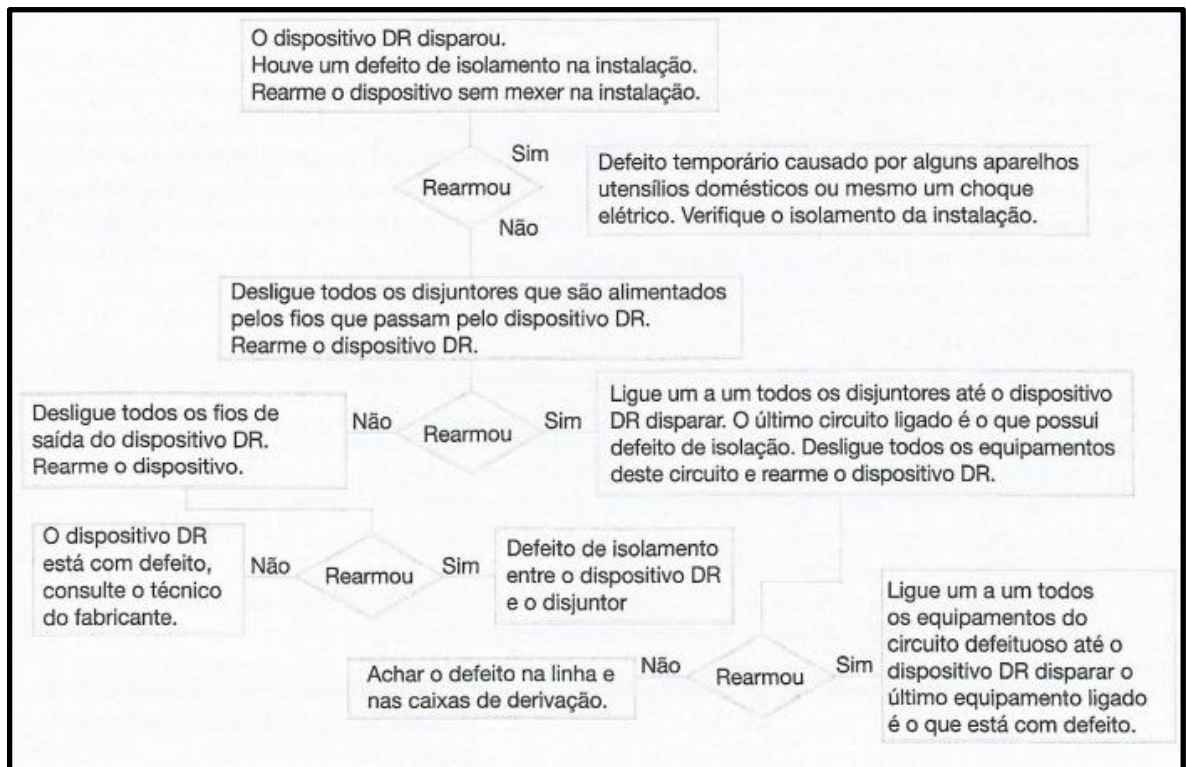 O dispositivo DR disparou.
Houve um defeito de isolamento na instalação.
Rearme o dispositivo sem mexer na instalação.
Rearmou
Sim
Não
Defeito temporário causado por alguns aparelhos
utensílios domésticos ou mesmo um choque
elétrico. Verifique o isolamento da instalação.
Desligue todos os disjuntores que são alimentados
pelos fios que passam pelo dispositivo DR.
Rearme o dispositivo DR.
Rearmou
Não
Sim
Desligue todos os fios de
saída do dispositivo DR.
Rearme o dispositivo.
Ligue um a um todos os disjuntores até o dispositivo
DR disparar. O último circuito ligado é o que possui
defeito de isolação. Desligue todos os equipamentos
deste circuito e rearme o dispositivo DR.
Rearmou
Não
Sim
O dispositivo DR
está com defeito,
consulte o técnico
do fabricante.
Defeito de isolamento
entre o dispositivo DR
e o disjuntor
Rearmou
Não
Sim
Achar o defeito na linha e
nas caixas de derivação.
Ligue um a um todos
os equipamentos do
circuito defeituoso até o
dispositivo DR disparar o
último equipamento ligado
é o que está com defeito.